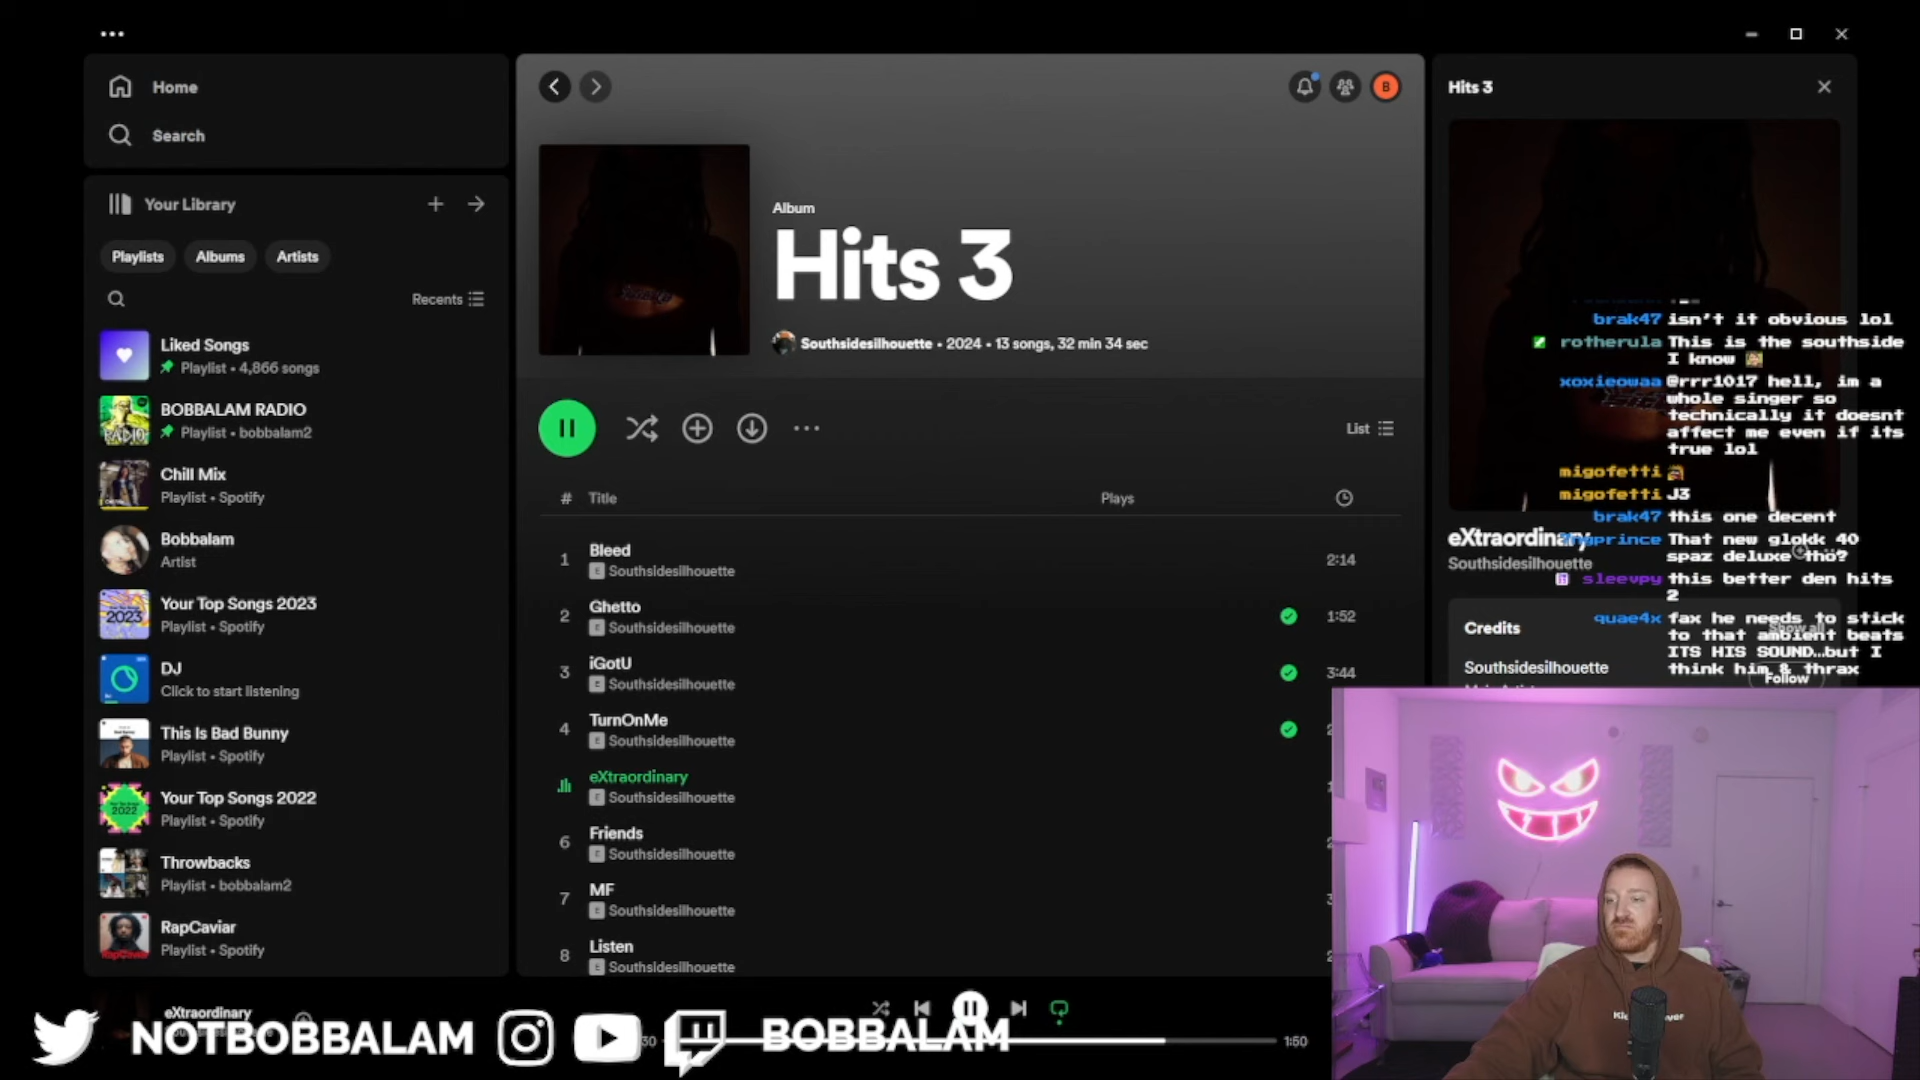 Home
Search
Your Library
Playlists
Albums
Artists
Recents
Liked Songs
Playlist • 4,866 songs
BOBBALAM RADIO
Playlist • bobbalam2
Chill Mix
Playlist • Spotify
Bobbalam
Artist
Your Top Songs 2023
Playlist • Spotify
DJ
Click to start listening
This Is Bad Bunny
Playlist • Spotify
Your Top Songs 2022
Playlist • Spotify
Throwbacks
Playlist • bobbalam2
RapCaviar
Playlist • Spotify
B
Album
Hits 3
Southsidesilhouette • 2024 • 13 songs, 32 min 34 sec
List
# Title Plays
1 Bleed 2:14
E Southsidesilhouette
2 Ghetto 1:52
E Southsidesilhouette
3 iGotU 3:44
E Southsidesilhouette
4 TurnOnMe
E Southsidesilhouette
eXtraordinary
E Southsidesilhouette
6 Friends
E Southsidesilhouette
7 MF
E Southsidesilhouette
8 Listen
E Southsidesilhouette
Hits 3
brak47 isn't it obvious lol
rotherula This is the southside
I know
xoxieowaa @rrr1017 hell, im a
whole singer so
technically it doesnt
affect me even if its
true lol
migofetti
migofetti J3
brak47 this one decent
That new glokk 40
spaz deluxe tho?
sleevpy this better den hits
2
quae4x fax he needs to stick
to that ambient beats
ITS HIS SOUND…but I
think him & thrax
eXtraordinary
Southsidesilhouette
Credits
Show all
Southsidesilhouette
Follow
eXtraordinary
1:50
NOTBOBBALAM
BOBBALAM